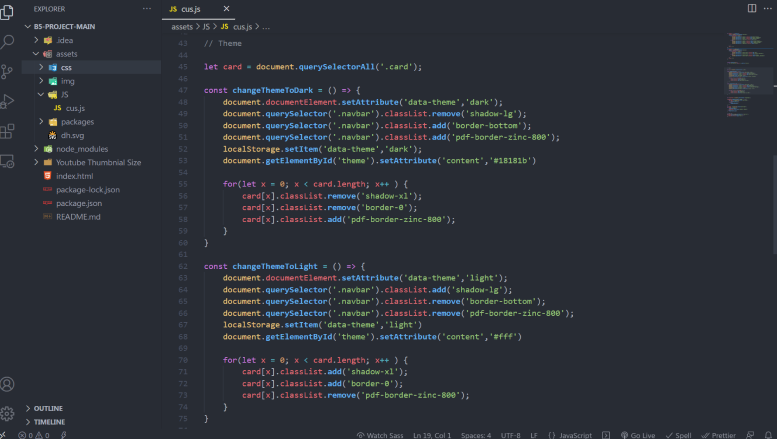 EXPLORER
···
B5-PROJECT-MAIN
.idea
assets
css
img
JS
JS cus.js
packages
dh.svg
node_modules
Youtube Thumbnial Size
index.html
package-lock.json
package.json
README.md
OUTLINE
TIMELINE
JS cus.js ×
···
assets > JS > JS cus.js > ...
43 // Theme
44
45 let card = document.querySelectorAll('.card');
46
47 const changeThemeToDark = () => {
48 document.documentElement.setAttribute('data-theme','dark');
49 document.querySelector('.navbar').classList.remove('shadow-lg');
50 document.querySelector('.navbar').classList.add('border-bottom');
51 document.querySelector('.navbar').classList.add('pdf-border-zinc-800');
52 localStorage.setItem('data-theme','dark');
53 document.getElementById('theme').setAttribute('content','#18181b')
54
55 for(let x = 0; x < card.length; x++ ) {
56 card[x].classList.remove('shadow-xl');
57 card[x].classList.remove('border-0');
58 card[x].classList.add('pdf-border-zinc-800');
59 }
60 }
61
62 const changeThemeToLight = () => {
63 document.documentElement.setAttribute('data-theme','light');
64 document.querySelector('.navbar').classList.add('shadow-lg');
65 document.querySelector('.navbar').classList.remove('border-bottom');
66 document.querySelector('.navbar').classList.remove('pdf-border-zinc-800');
67 localStorage.setItem('data-theme','light')
68 document.getElementById('theme').setAttribute('content','#fff')
69
70 for(let x = 0; x < card.length; x++ ) {
71 card[x].classList.add('shadow-xl');
72 card[x].classList.add('border-0');
73 card[x].classList.remove('pdf-border-zinc-800');
74 }
75 }
0 0 Watch Sass Ln 19, Col 1 Spaces: 4 UTF-8 LF {} JavaScript Go Live Spell Prettier